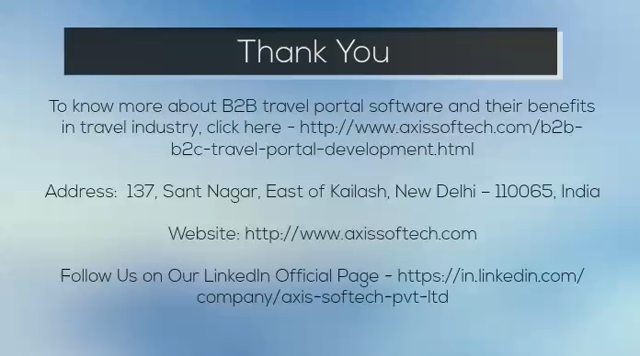 Thank You
To know more about B2B travel portal software and their benefits
in travel industry, click here - http://www.axissoftech.com/b2b-
b2c-travel-portal-development.html
Address:  137, Sant Nagar, East of Kailash, New Delhi – 110065, India
Website: http://www.axissoftech.com
Follow Us on Our LinkedIn Official Page - https://in.linkedin.com/
company/axis-softech-pvt-ltd